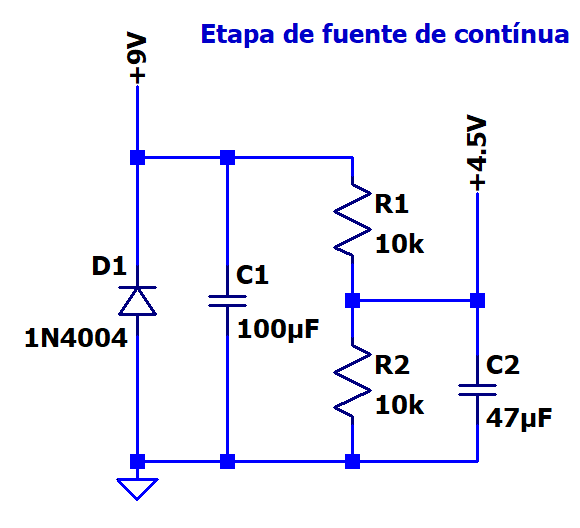 Etapa de fuente de contínua
+9V
+4.5V
R1
10k
D1
1N4004
C1
100µF
R2
10k
C2
47µF